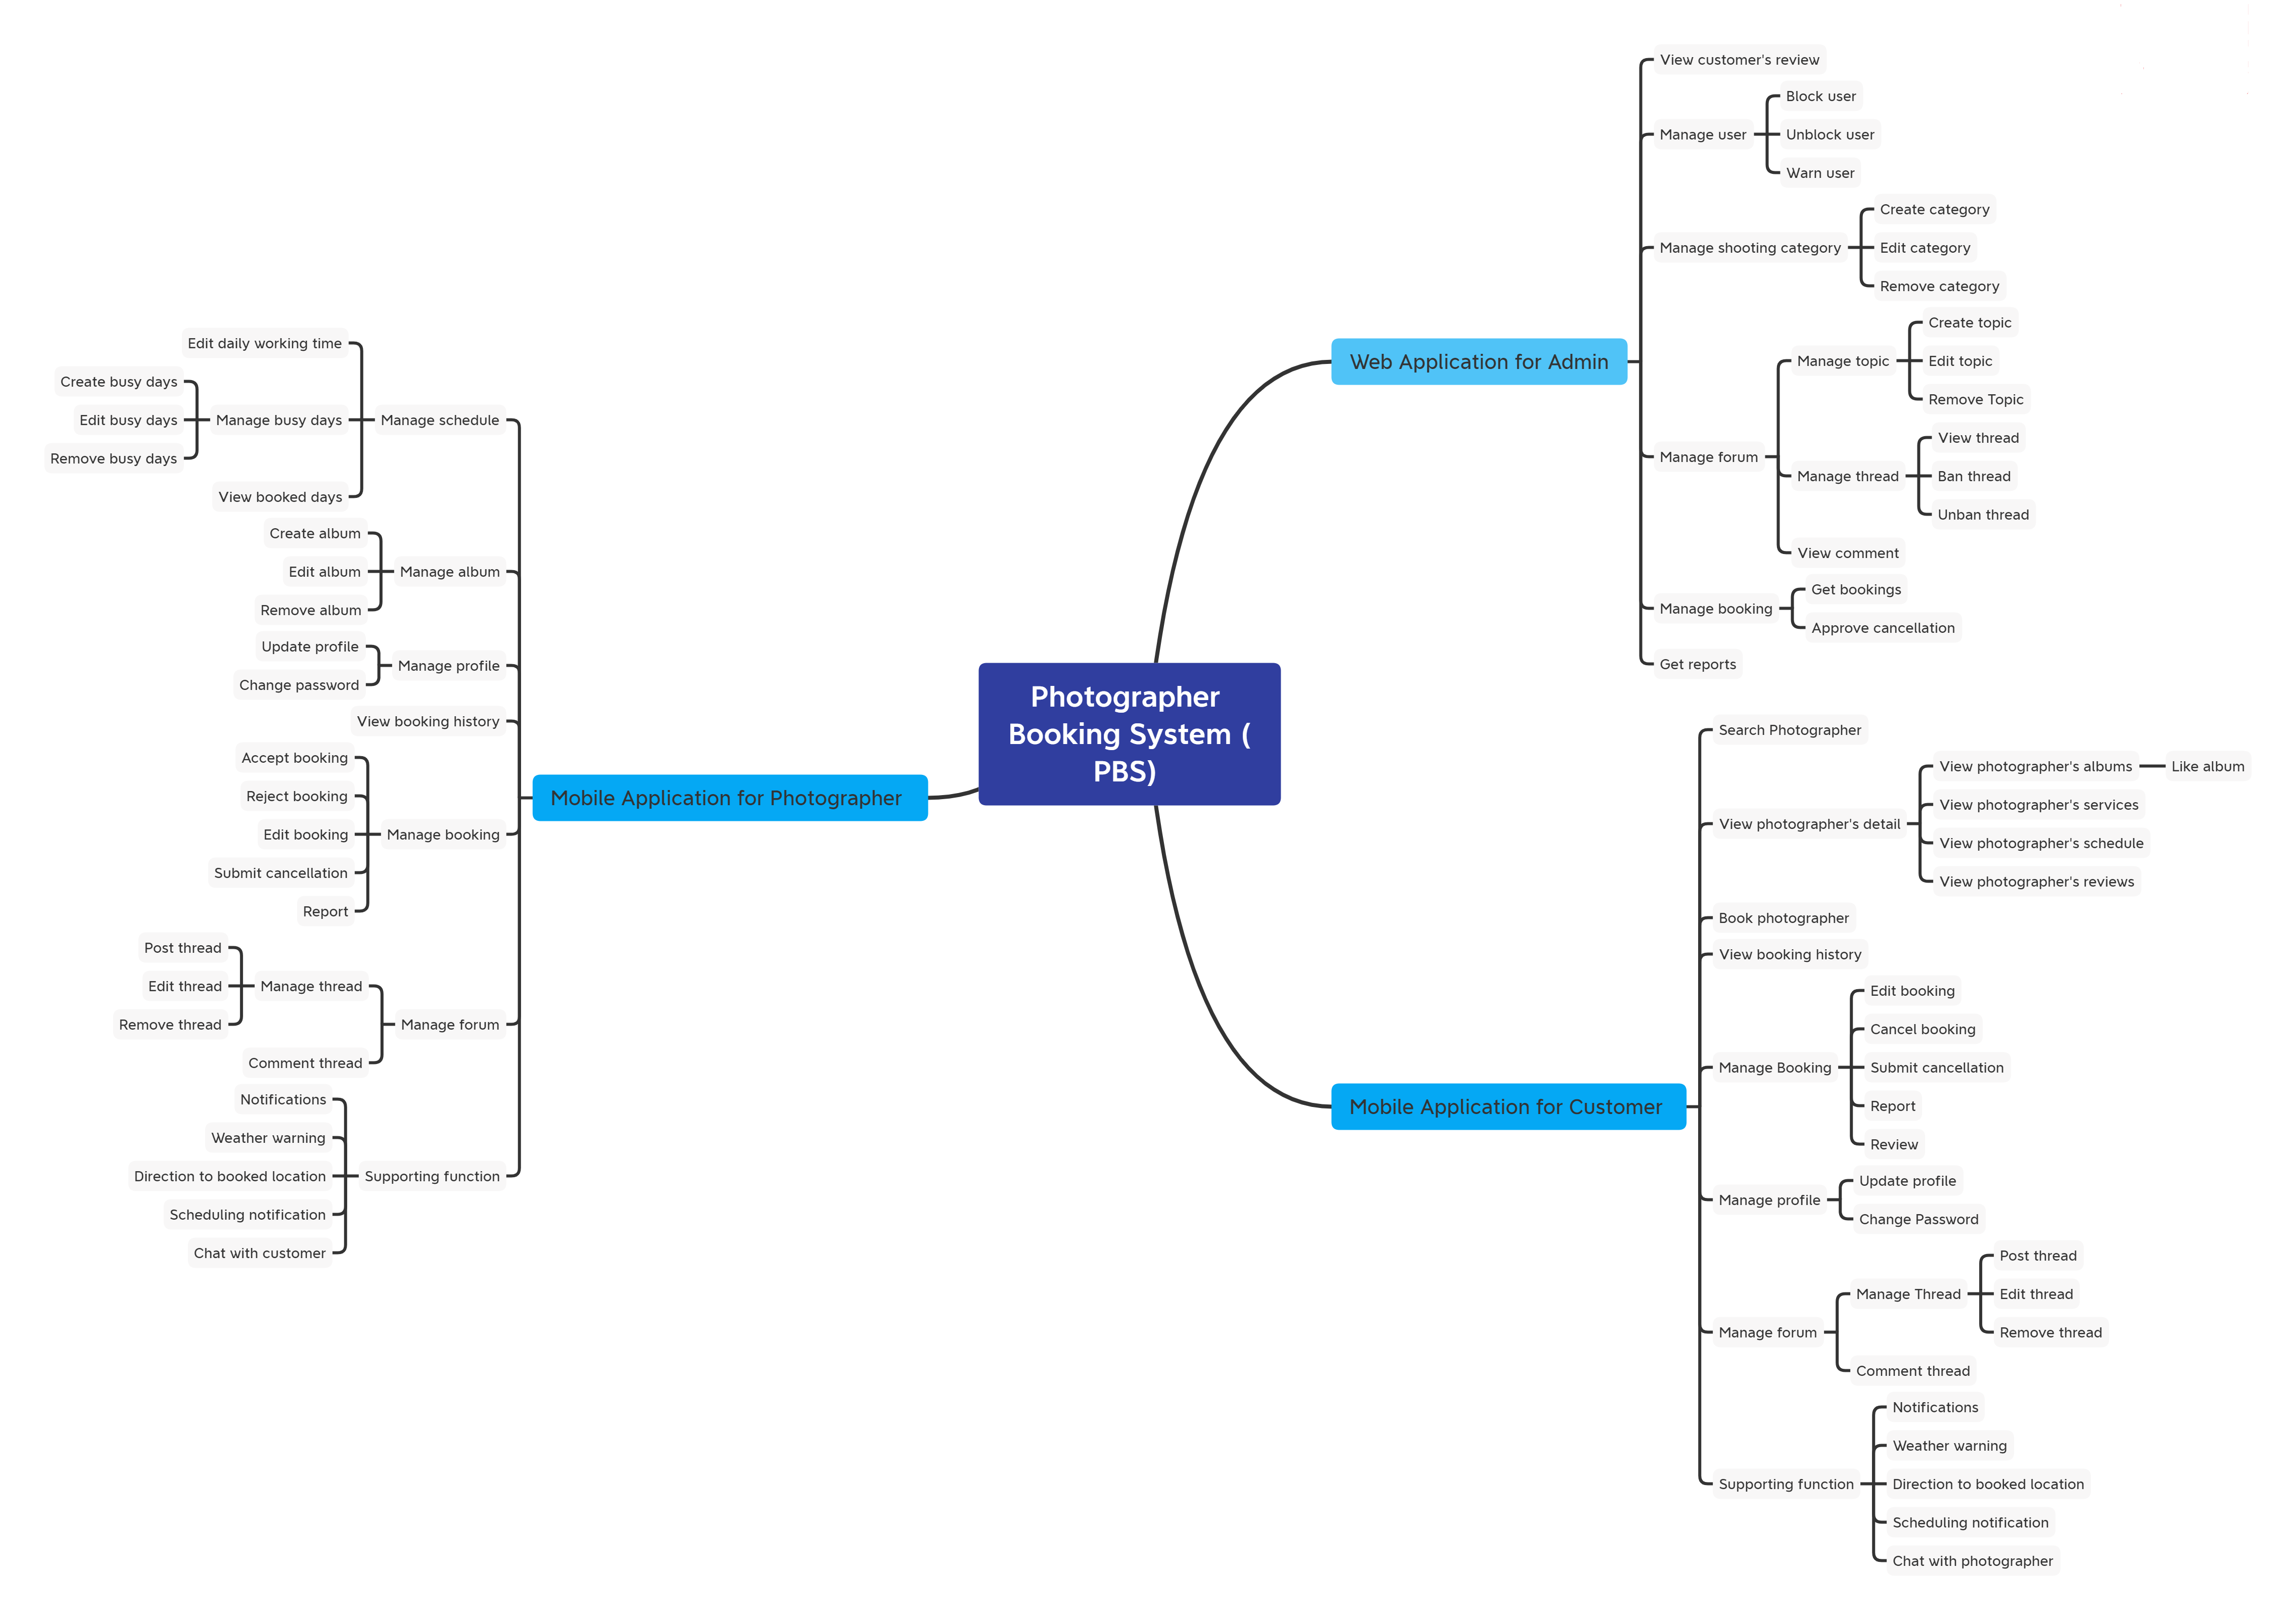 Photographer
Booking System (
PBS)
Web Application for Admin
View customer's review
Manage user
Block user
Unblock user
Warn user
Manage shooting category
Create category
Edit category
Remove category
Manage forum
Manage topic
Create topic
Edit topic
Remove Topic
Manage thread
View thread
Ban thread
Unban thread
View comment
Manage booking
Get bookings
Approve cancellation
Get reports
Mobile Application for Customer
Search Photographer
View photographer's detail
View photographer's albums
Like album
View photographer's services
View photographer's schedule
View photographer's reviews
Book photographer
View booking history
Manage Booking
Edit booking
Cancel booking
Submit cancellation
Report
Review
Manage profile
Update profile
Change Password
Manage forum
Manage Thread
Post thread
Edit thread
Remove thread
Comment thread
Supporting function
Notifications
Weather warning
Direction to booked location
Scheduling notification
Chat with photographer
Mobile Application for Photographer
Manage schedule
Edit daily working time
Manage busy days
Create busy days
Edit busy days
Remove busy days
View booked days
Manage album
Create album
Edit album
Remove album
Manage profile
Update profile
Change password
View booking history
Manage booking
Accept booking
Reject booking
Edit booking
Submit cancellation
Report
Manage forum
Manage thread
Post thread
Edit thread
Remove thread
Comment thread
Supporting function
Notifications
Weather warning
Direction to booked location
Scheduling notification
Chat with customer